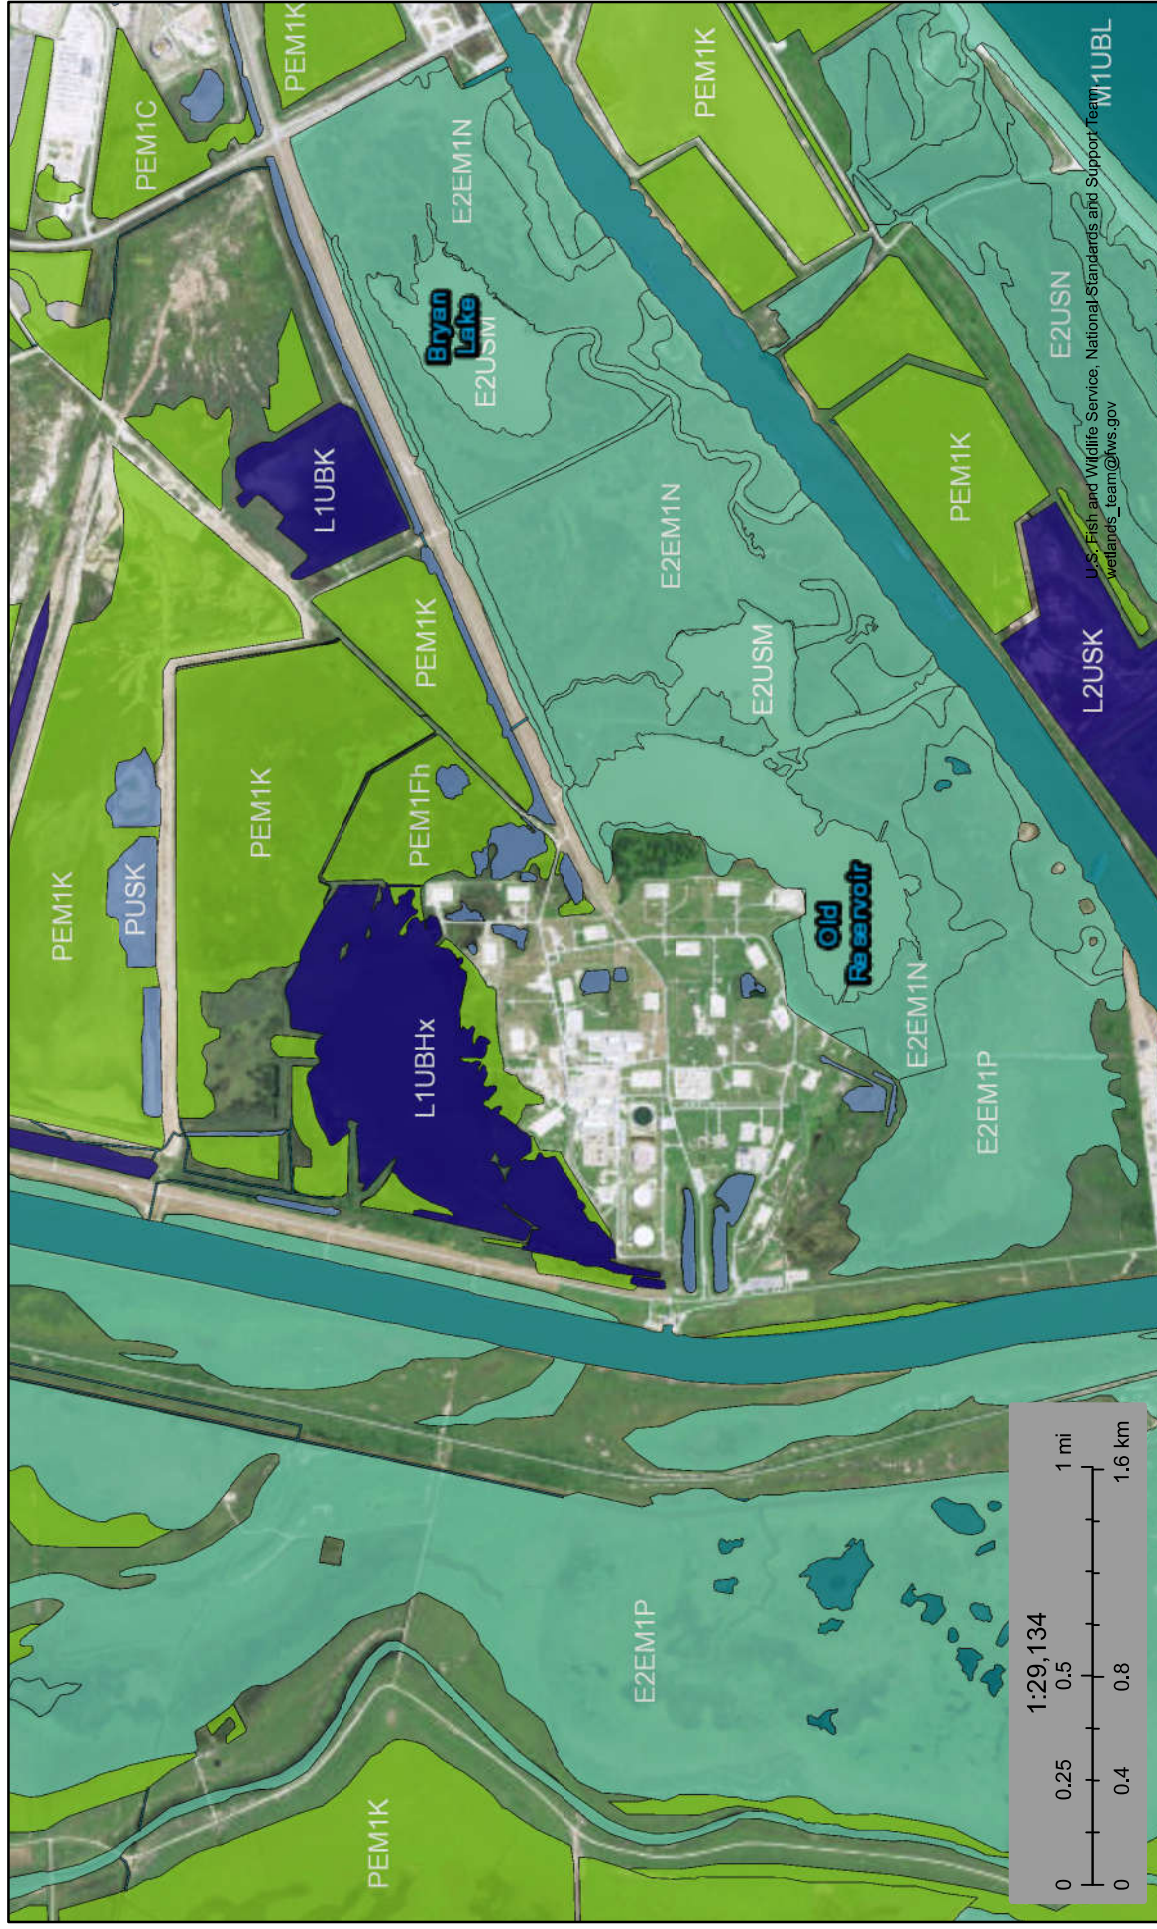 PEM1K
PUSK
PEM1C
PEM1K
PEM1K
L1UBK
PEM1K
L1UBHx
PEM1Fh
PEM1K
Bryan
Lake
E2EM1N
E2USM
E2EM1P
E2EM1N
PEM1K
E2USM
Old
Reservoir
E2EM1N
PEM1K
E2EM1P
E2USN
L2USK
M1UBL
1:29,134
0 0.25 0.5 1 mi
0 0.4 0.8 1.6 km
U.S. Fish and Wildlife Service, National Standards and Support Team,
wetlands_team@fws.gov